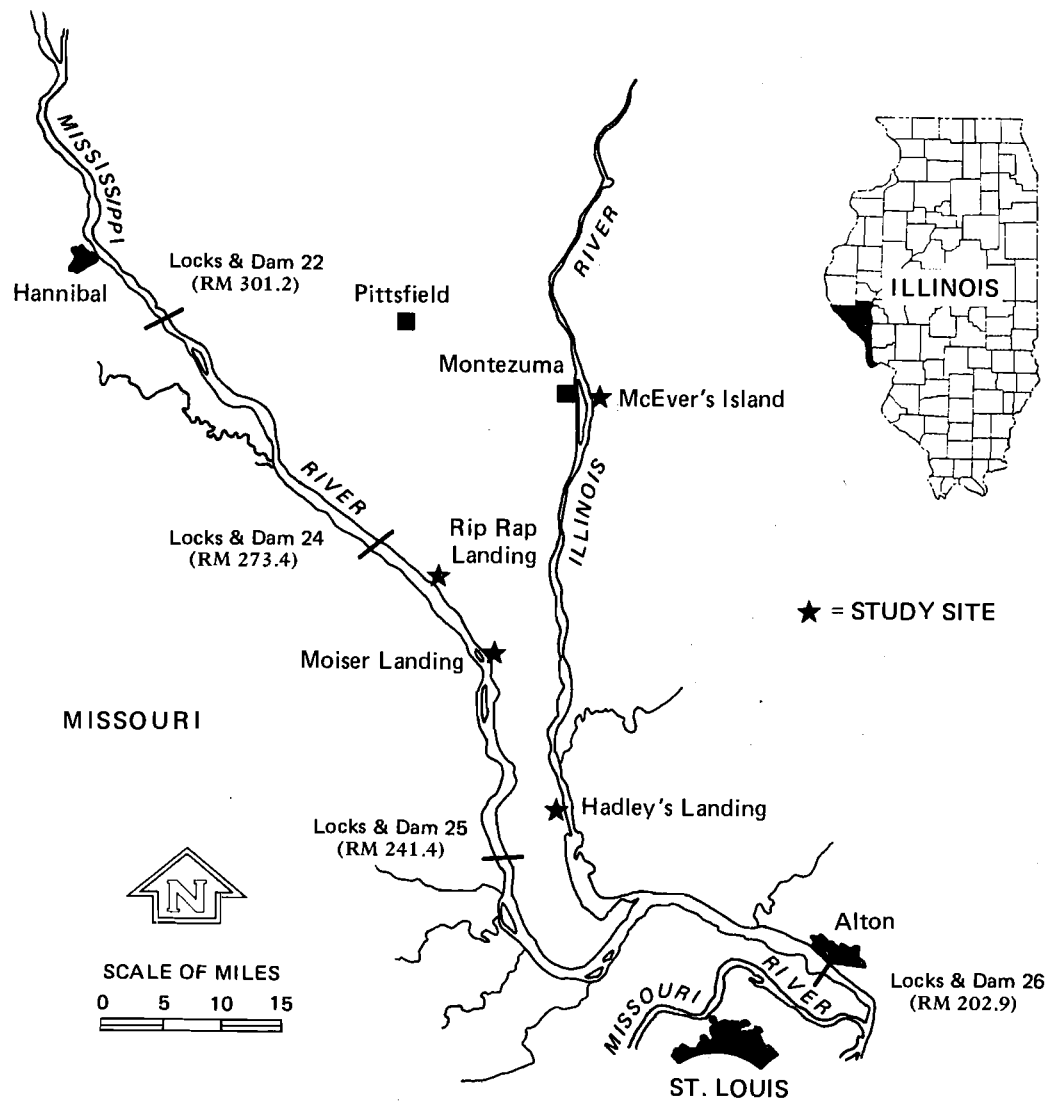 MISSISSIPPI
RIVER
Locks & Dam 22
(RM 301.2)
Hannibal
Pittsfield
ILLINOIS
Montezuma
McEver's Island
RIVER
Rip Rap
Landing
ILLINOIS
Locks & Dam 24
(RM 273.4)
★ = STUDY SITE
Moiser Landing
MISSOURI
Hadley's Landing
Locks & Dam 25
(RM 241.4)
N
Alton
SCALE OF MILES
0 5 10 15
MISSOURI RIVER
Locks & Dam 26
(RM 202.9)
ST. LOUIS